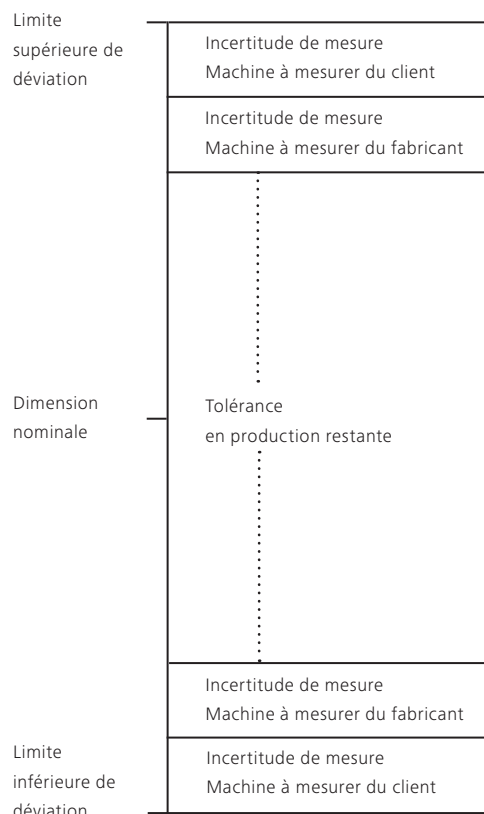 Limite
supérieure de
déviation
Incertitude de mesure
Machine à mesurer du client
Incertitude de mesure
Machine à mesurer du fabricant
Dimension
nominale
Tolérance
en production restante
Incertitude de mesure
Machine à mesurer du fabricant
Limite
inférieure de
déviation
Incertitude de mesure
Machine à mesurer du client